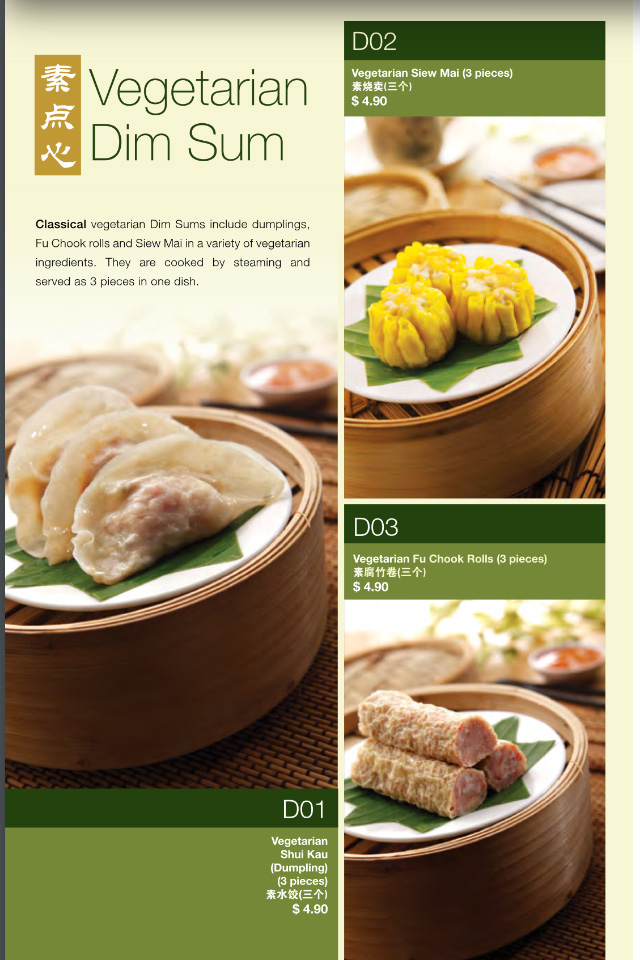 素点心
Vegetarian
Dim Sum
Classical vegetarian Dim Sums include dumplings,
Fu Chook rolls and Siew Mai in a variety of vegetarian
ingredients. They are cooked by steaming and
served as 3 pieces in one dish.
D01
Vegetarian
Shui Kau
(Dumpling)
(3 pieces)
素水饺(三个)
$ 4.90
D02
Vegetarian Siew Mai (3 pieces)
素烧卖(三个)
$ 4.90
D03
Vegetarian Fu Chook Rolls (3 pieces)
素腐竹卷(三个)
$ 4.90